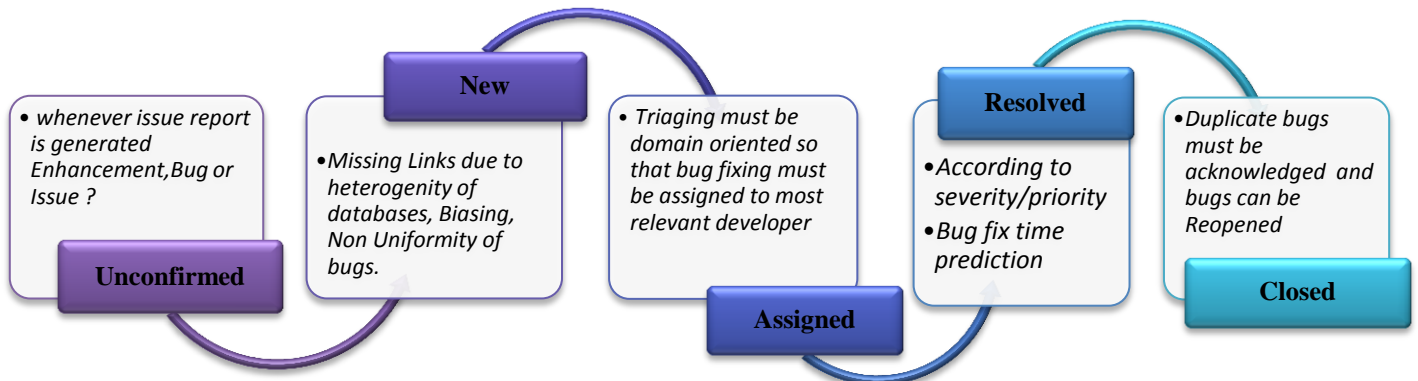 • whenever issue report
is generated
Enhancement,Bug or
Issue ?
Unconfirmed
New
•Missing Links due to
heterogenity of
databases, Biasing,
Non Uniformity of
bugs.
• Triaging must be
domain oriented so
that bug fixing must
be assigned to most
relevant developer
Assigned
Resolved
•According to
severity/priority
•Bug fix time
prediction
•Duplicate bugs
must be
acknowledged and
bugs can be
Reopened
Closed